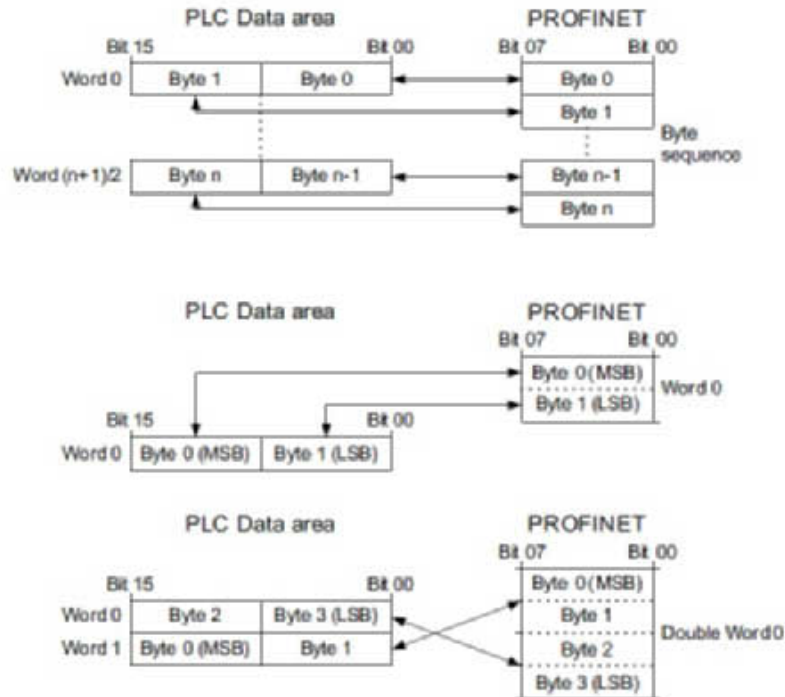 PLC Data area PROFINET
Bit 15 Bit 00 Bit 07 Bit 00
Word 0 Byte 1 Byte 0 Byte 0
Byte 1
Byte
sequence
Word (n+1)/2 Byte n Byte n-1 Byte n-1
Byte n
PLC Data area PROFINET
Bit 07 Bit 00
Byte 0 (MSB)
Word 0
Byte 1 (LSB)
Bit 15 Bit 00
Word 0 Byte 0 (MSB) Byte 1 (LSB)
PLC Data area PROFINET
Bit 07 Bit 00
Byte 0 (MSB)
Bit 15 Bit 00
Word 0 Byte 2 Byte 3 (LSB) Byte 1
Double Word 0
Word 1 Byte 0 (MSB) Byte 1 Byte 2
Byte 3 (LSB)